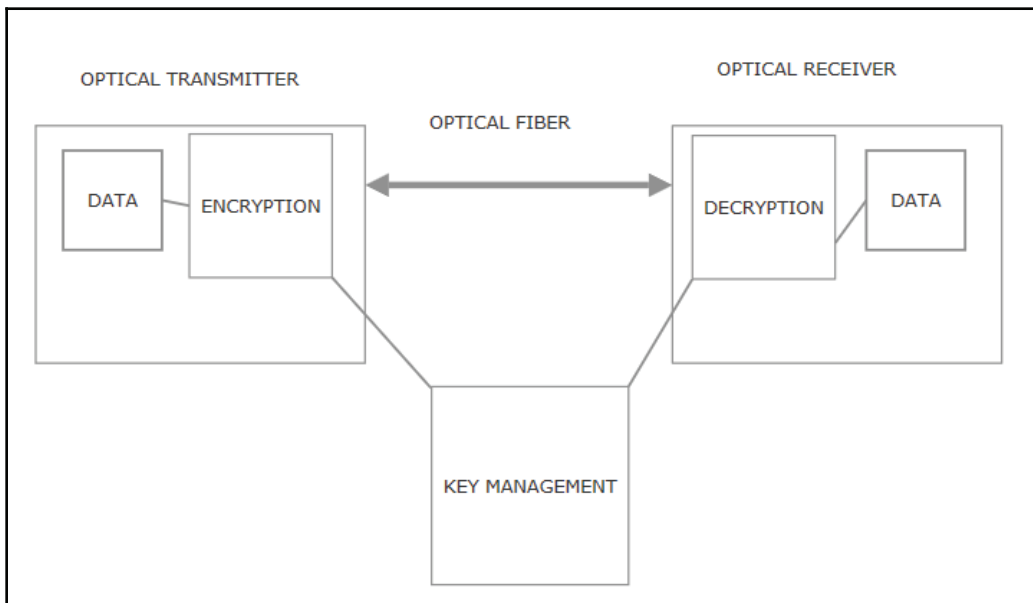 OPTICAL TRANSMITTER
OPTICAL RECEIVER
OPTICAL FIBER
DATA
ENCRYPTION
DECRYPTION
DATA
KEY MANAGEMENT